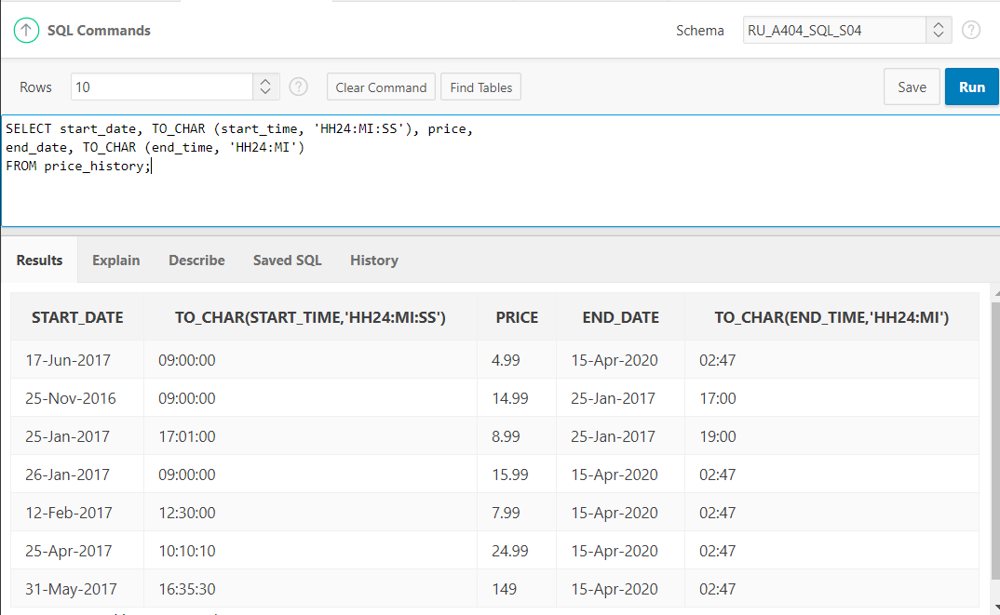 SQL Commands Schema RU_A404_SQL_S04
Rows 10 Clear Command Find Tables Save Run
SELECT start_date, TO_CHAR (start_time, 'HH24:MI:SS'), price,
end_date, TO_CHAR (end_time, 'HH24:MI')
FROM price_history;
Results Explain Describe Saved SQL History
START_DATE TO_CHAR(START_TIME,'HH24:MI:SS') PRICE END_DATE TO_CHAR(END_TIME,'HH24:MI')
17-Jun-2017 09:00:00 4.99 15-Apr-2020 02:47
25-Nov-2016 09:00:00 14.99 25-Jan-2017 17:00
25-Jan-2017 17:01:00 8.99 25-Jan-2017 19:00
26-Jan-2017 09:00:00 15.99 15-Apr-2020 02:47
12-Feb-2017 12:30:00 7.99 15-Apr-2020 02:47
25-Apr-2017 10:10:10 24.99 15-Apr-2020 02:47
31-May-2017 16:35:30 149 15-Apr-2020 02:47